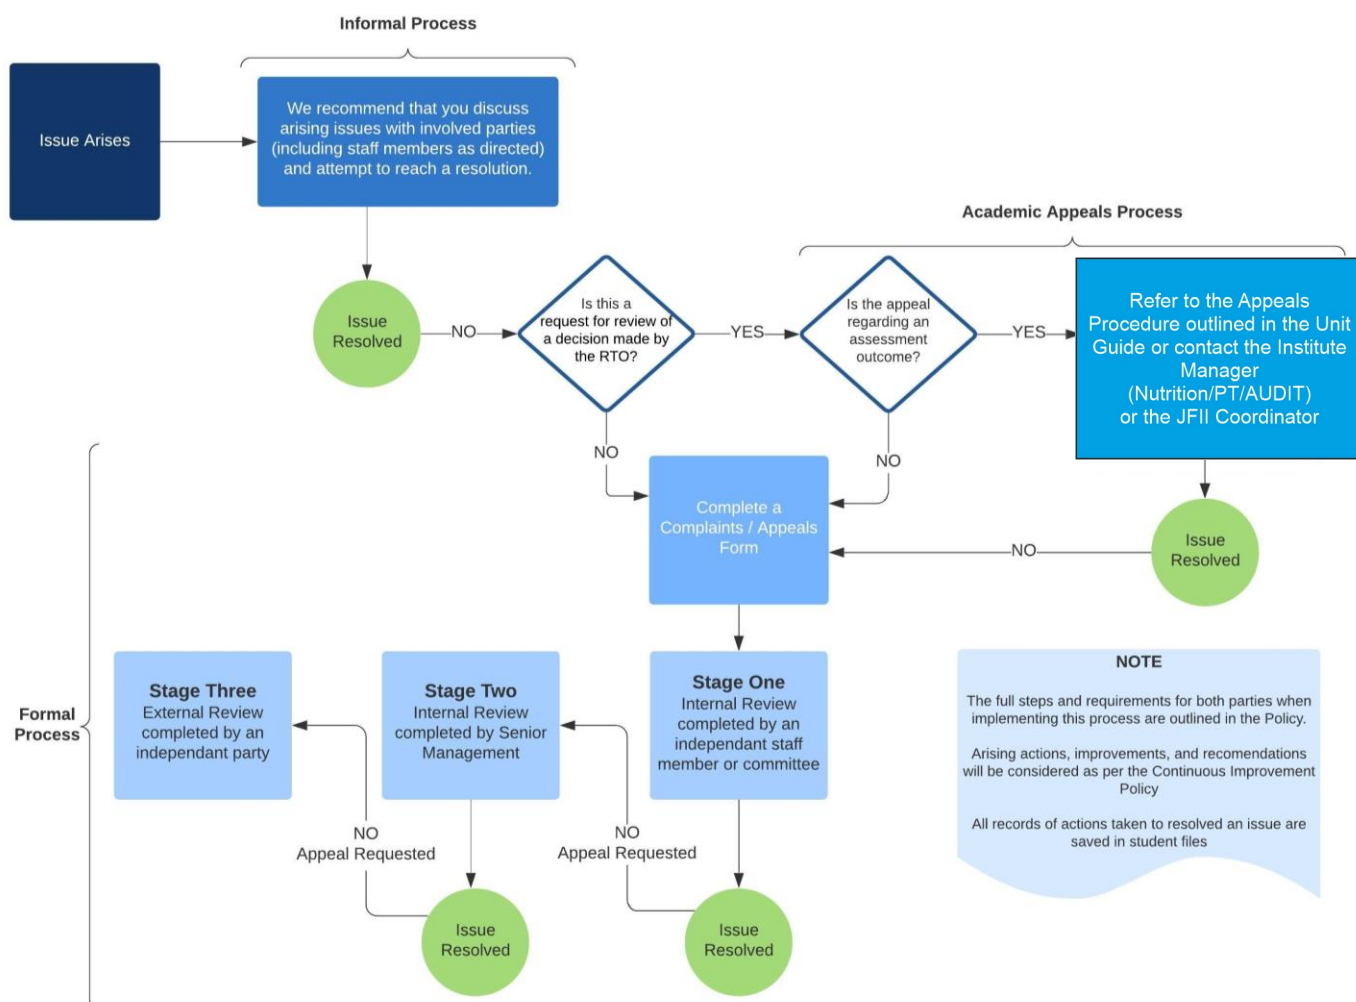 Informal Process
Issue Arises
We recommend that you discuss
arising issues with involved parties
(including staff members as directed)
and attempt to reach a resolution.
Academic Appeals Process
Issue
Resolved
NO
Is this a
request for review of
a decision made by
the RTO?
YES
Is the appeal
regarding an
assessment
outcome?
YES
Refer to the Appeals
Procedure outlined in the Unit
Guide or contact the Institute
Manager
(Nutrition/PT/AUDIT)
or the JFII Coordinator
NO
NO
Complete a
Complaints / Appeals
Form
NO
Issue
Resolved
Formal
Process
Stage Three
External Review
completed by an
independant party
Stage Two
Internal Review
completed by Senior
Management
Stage One
Internal Review
completed by an
independant staff
member or committee
NO
Appeal Requested
NO
Appeal Requested
Issue
Resolved
Issue
Resolved
NOTE
The full steps and requirements for both parties when
implementing this process are outlined in the Policy.
Arising actions, improvements, and recomendations
will be considered as per the Continuous Improvement
Policy
All records of actions taken to resolved an issue are
saved in student files